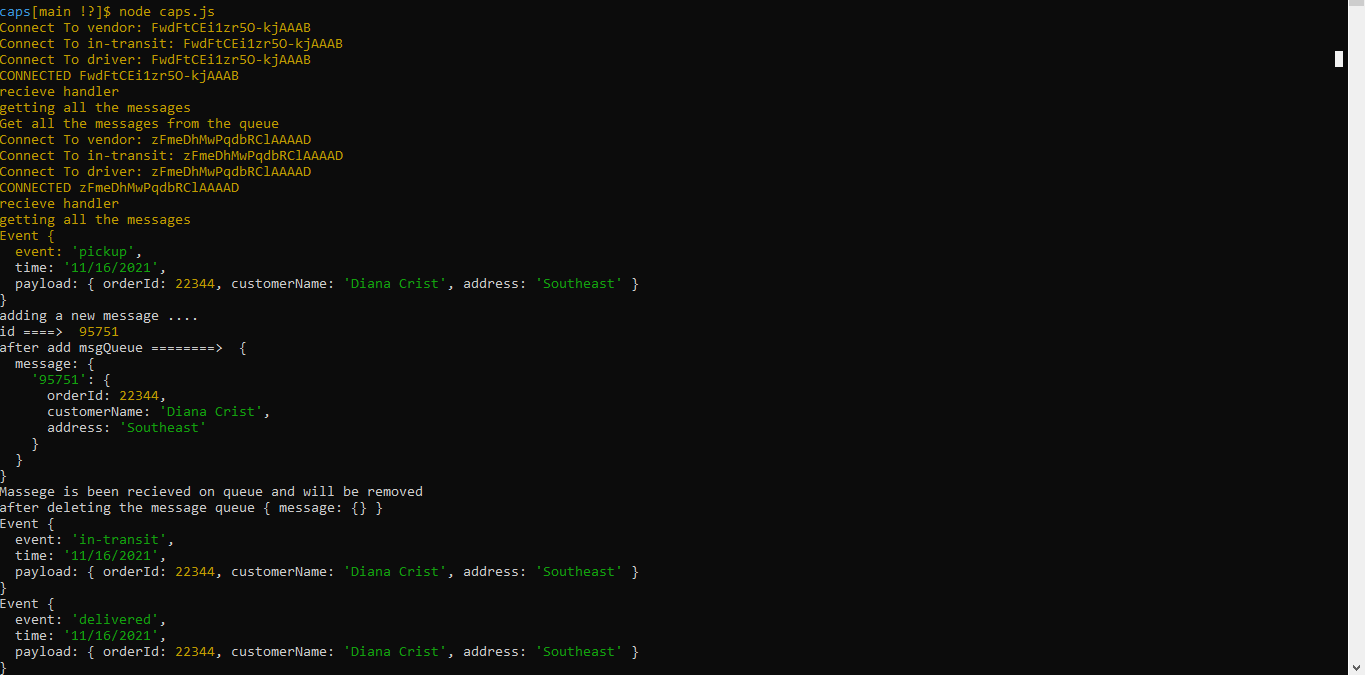 caps[main !?]$ node caps.js
Connect To vendor: FwdFtCEi1zr5O-kjAAAB
Connect To in-transit: FwdFtCEi1zr5O-kjAAAB
Connect To driver: FwdFtCEi1zr5O-kjAAAB
CONNECTED FwdFtCEi1zr5O-kjAAAB
recieve handler
getting all the messages
Get all the messages from the queue
Connect To vendor: zFmeDhMwPqdbRClAAAAD
Connect To in-transit: zFmeDhMwPqdbRClAAAAD
Connect To driver: zFmeDhMwPqdbRClAAAAD
CONNECTED zFmeDhMwPqdbRClAAAAD
recieve handler
getting all the messages
Event {
  event: 'pickup',
  time: '11/16/2021',
  payload: { orderId: 22344, customerName: 'Diana Crist', address: 'Southeast' }
}
adding a new message ....
id ====>  95751
after add msgQueue ========>  {
  message: {
    '95751': {
      orderId: 22344,
      customerName: 'Diana Crist',
      address: 'Southeast'
    }
  }
}
Massege is been recieved on queue and will be removed
after deleting the message queue { message: {} }
Event {
  event: 'in-transit',
  time: '11/16/2021',
  payload: { orderId: 22344, customerName: 'Diana Crist', address: 'Southeast' }
}
Event {
  event: 'delivered',
  time: '11/16/2021',
  payload: { orderId: 22344, customerName: 'Diana Crist', address: 'Southeast' }
}